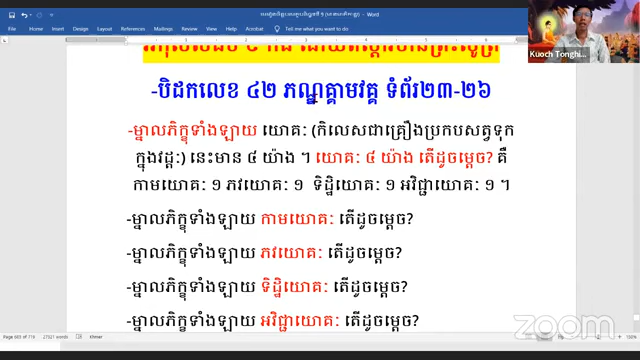 File Home Insert Design Layout References Mailings Review View Help Acrobat Tell me what you want to do
-បិដកលេខ ៤២ ភណ្ឌគ្គាមវគ្គ ទំព័រ២៣-២៦
-ម្នាលភិក្ខុទាំងឡាយ យោគៈ (កិលេសជាគ្រឿងប្រកបសត្វទុក
ក្នុងវដ្ដៈ) នេះមាន ៤ យ៉ាង ។ យោគៈ ៤ យ៉ាង តើដូចម្ដេច? គឺ
កាមយោគៈ ១ ភវយោគៈ ១ ទិដ្ឋិយោគៈ ១ អវិជ្ជាយោគៈ ១ ។
-ម្នាលភិក្ខុទាំងឡាយ កាមយោគៈ តើដូចម្ដេច?
-ម្នាលភិក្ខុទាំងឡាយ ភវយោគៈ តើដូចម្ដេច?
-ម្នាលភិក្ខុទាំងឡាយ ទិដ្ឋិយោគៈ តើដូចម្ដេច?
-ម្នាលភិក្ខុទាំងឡាយ អវិជ្ជាយោគៈ តើដូចម្ដេច?
Kuoch Tonghi...
zoom
Khmer